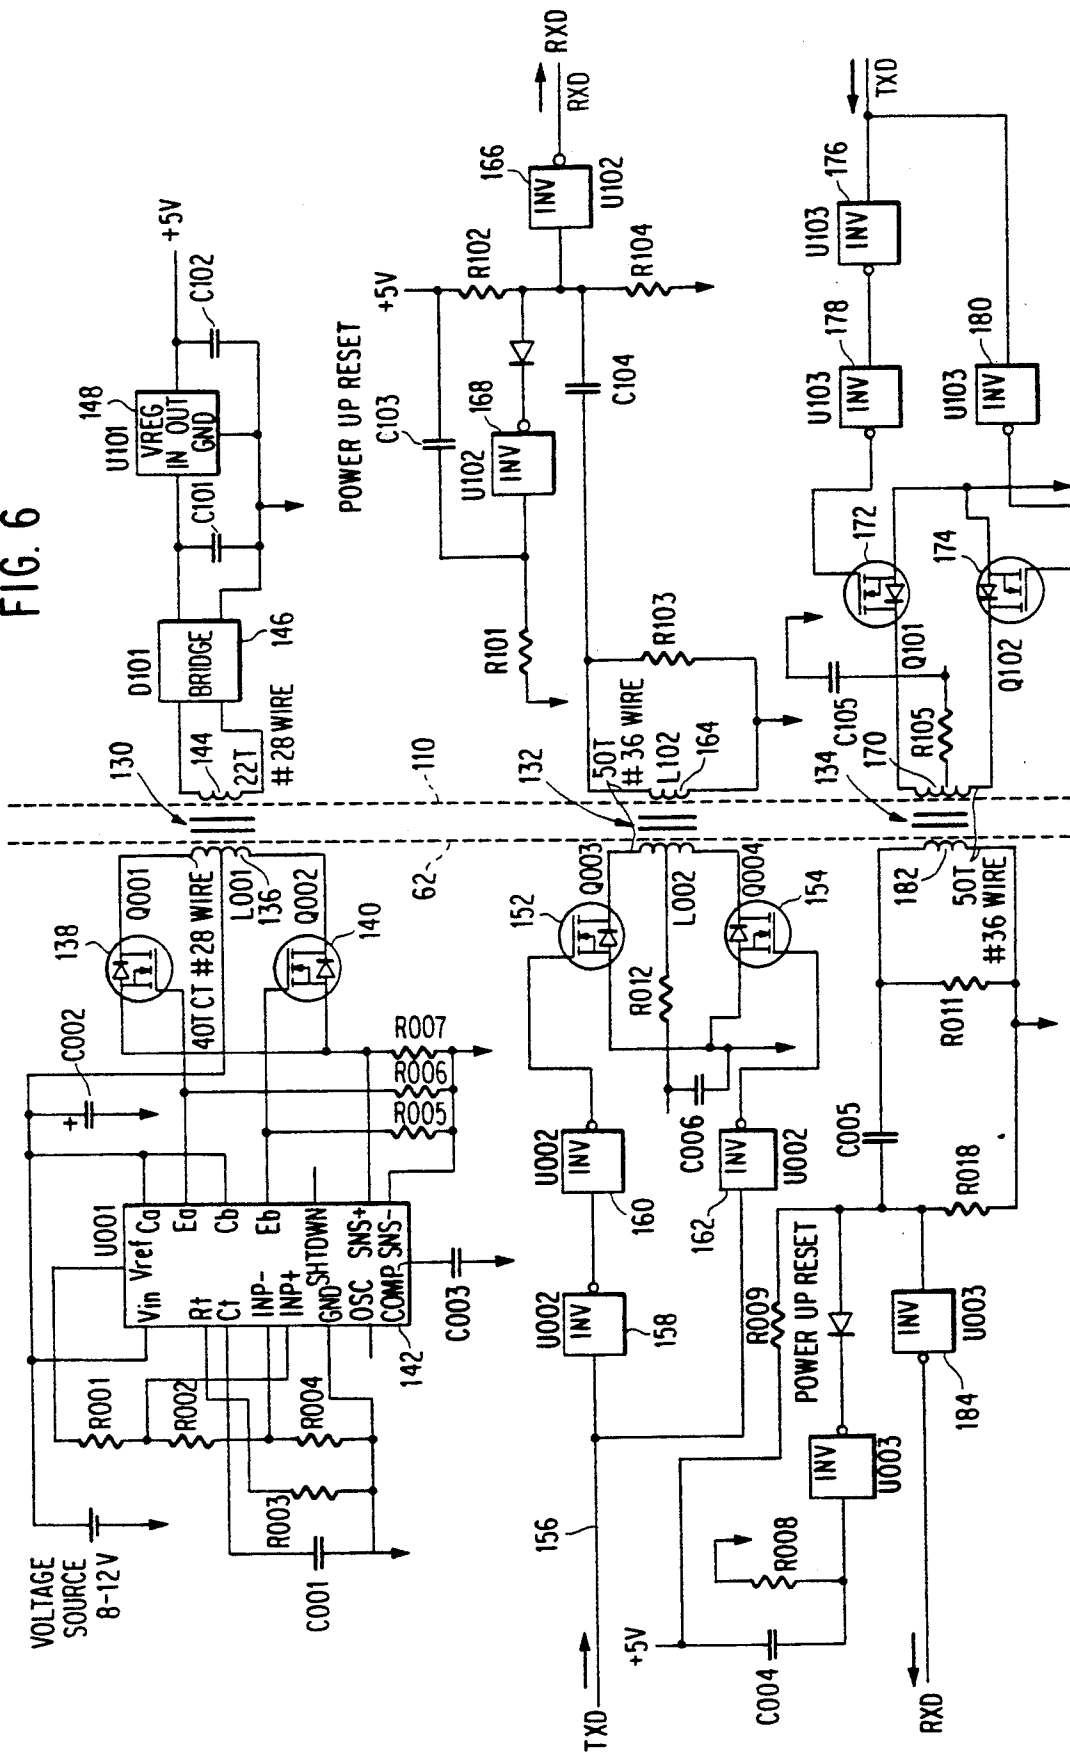 FIG. 6
VOLTAGE
SOURCE
8-12V
C001
R003
R001
R002
R004
142
U001
Vin
Vref
Ca
Rt
Ea
Ct
Cb
INP-
Eb
INP+
SHTDOWN
GND
OSC
SNS+
COMP
SNS-
C003
+
C002
R005
R006
R007
138
Q001
40T CT #28 WIRE
L001
136
Q002
140
130
144
22T
#28 WIRE
D101
BRIDGE
146
C101
U101
148
VREG
IN
OUT
GND
C102
+5V
62
110
TXD
156
U002
INV
158
U002
INV
160
162
INV
U002
C006
R012
152
Q003
L002
Q004
154
132
50T
#36 WIRE
L102
164
R103
R101
POWER UP RESET
C103
U102
168
INV
+5V
R102
C104
R104
166
INV
U102
RXD
RXD
+5V
C004
R008
INV
U003
POWER UP RESET
R009
RXD
184
INV
U003
R018
C005
R011
182
50T
#36 WIRE
134
170
R105
C105
Q101
172
Q102
174
U103
INV
178
U103
INV
176
U103
INV
180
TXD